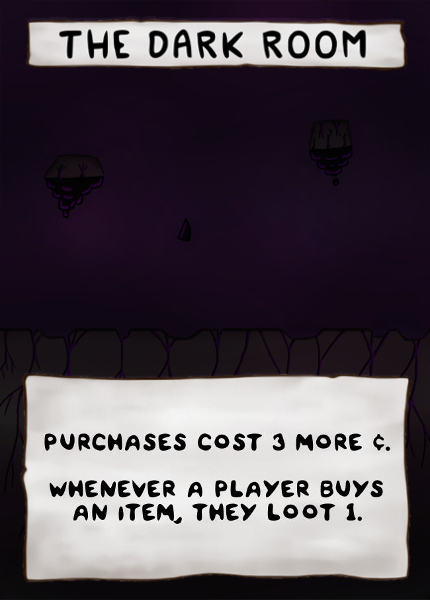 THE DARK ROOM
PURCHASES COST 3 MORE ¢.
WHENEVER A PLAYER BUYS
AN ITEM, THEY LOOT 1.